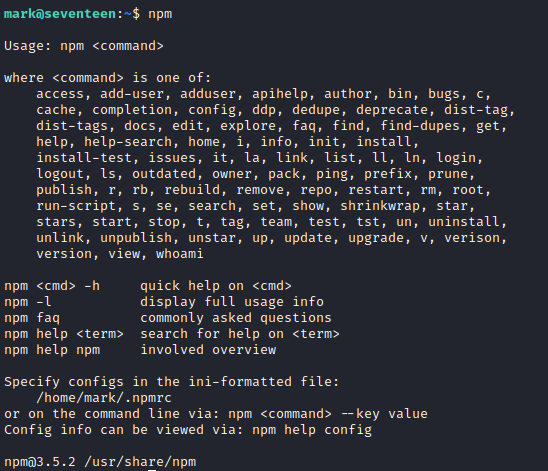 mark@seventeen:~$ npm
Usage: npm <command>
where <command> is one of:
access, add-user, adduser, apihelp, author, bin, bugs, c,
cache, completion, config, ddp, dedupe, deprecate, dist-tag,
dist-tags, docs, edit, explore, faq, find, find-dupes, get,
help, help-search, home, i, info, init, install,
install-test, issues, it, la, link, list, ll, ln, login,
logout, ls, outdated, owner, pack, ping, prefix, prune,
publish, r, rb, rebuild, remove, repo, restart, rm, root,
run-script, s, se, search, set, show, shrinkwrap, star,
stars, start, stop, t, tag, team, test, tst, un, uninstall,
unlink, unpublish, unstar, up, update, upgrade, v, verison,
version, view, whoami
npm <cmd> -h     quick help on <cmd>
npm -l           display full usage info
npm faq          commonly asked questions
npm help <term>  search for help on <term>
npm help npm     involved overview
Specify configs in the ini-formatted file:
/home/mark/.npmrc
or on the command line via: npm <command> --key value
Config info can be viewed via: npm help config
npm@3.5.2 /usr/share/npm